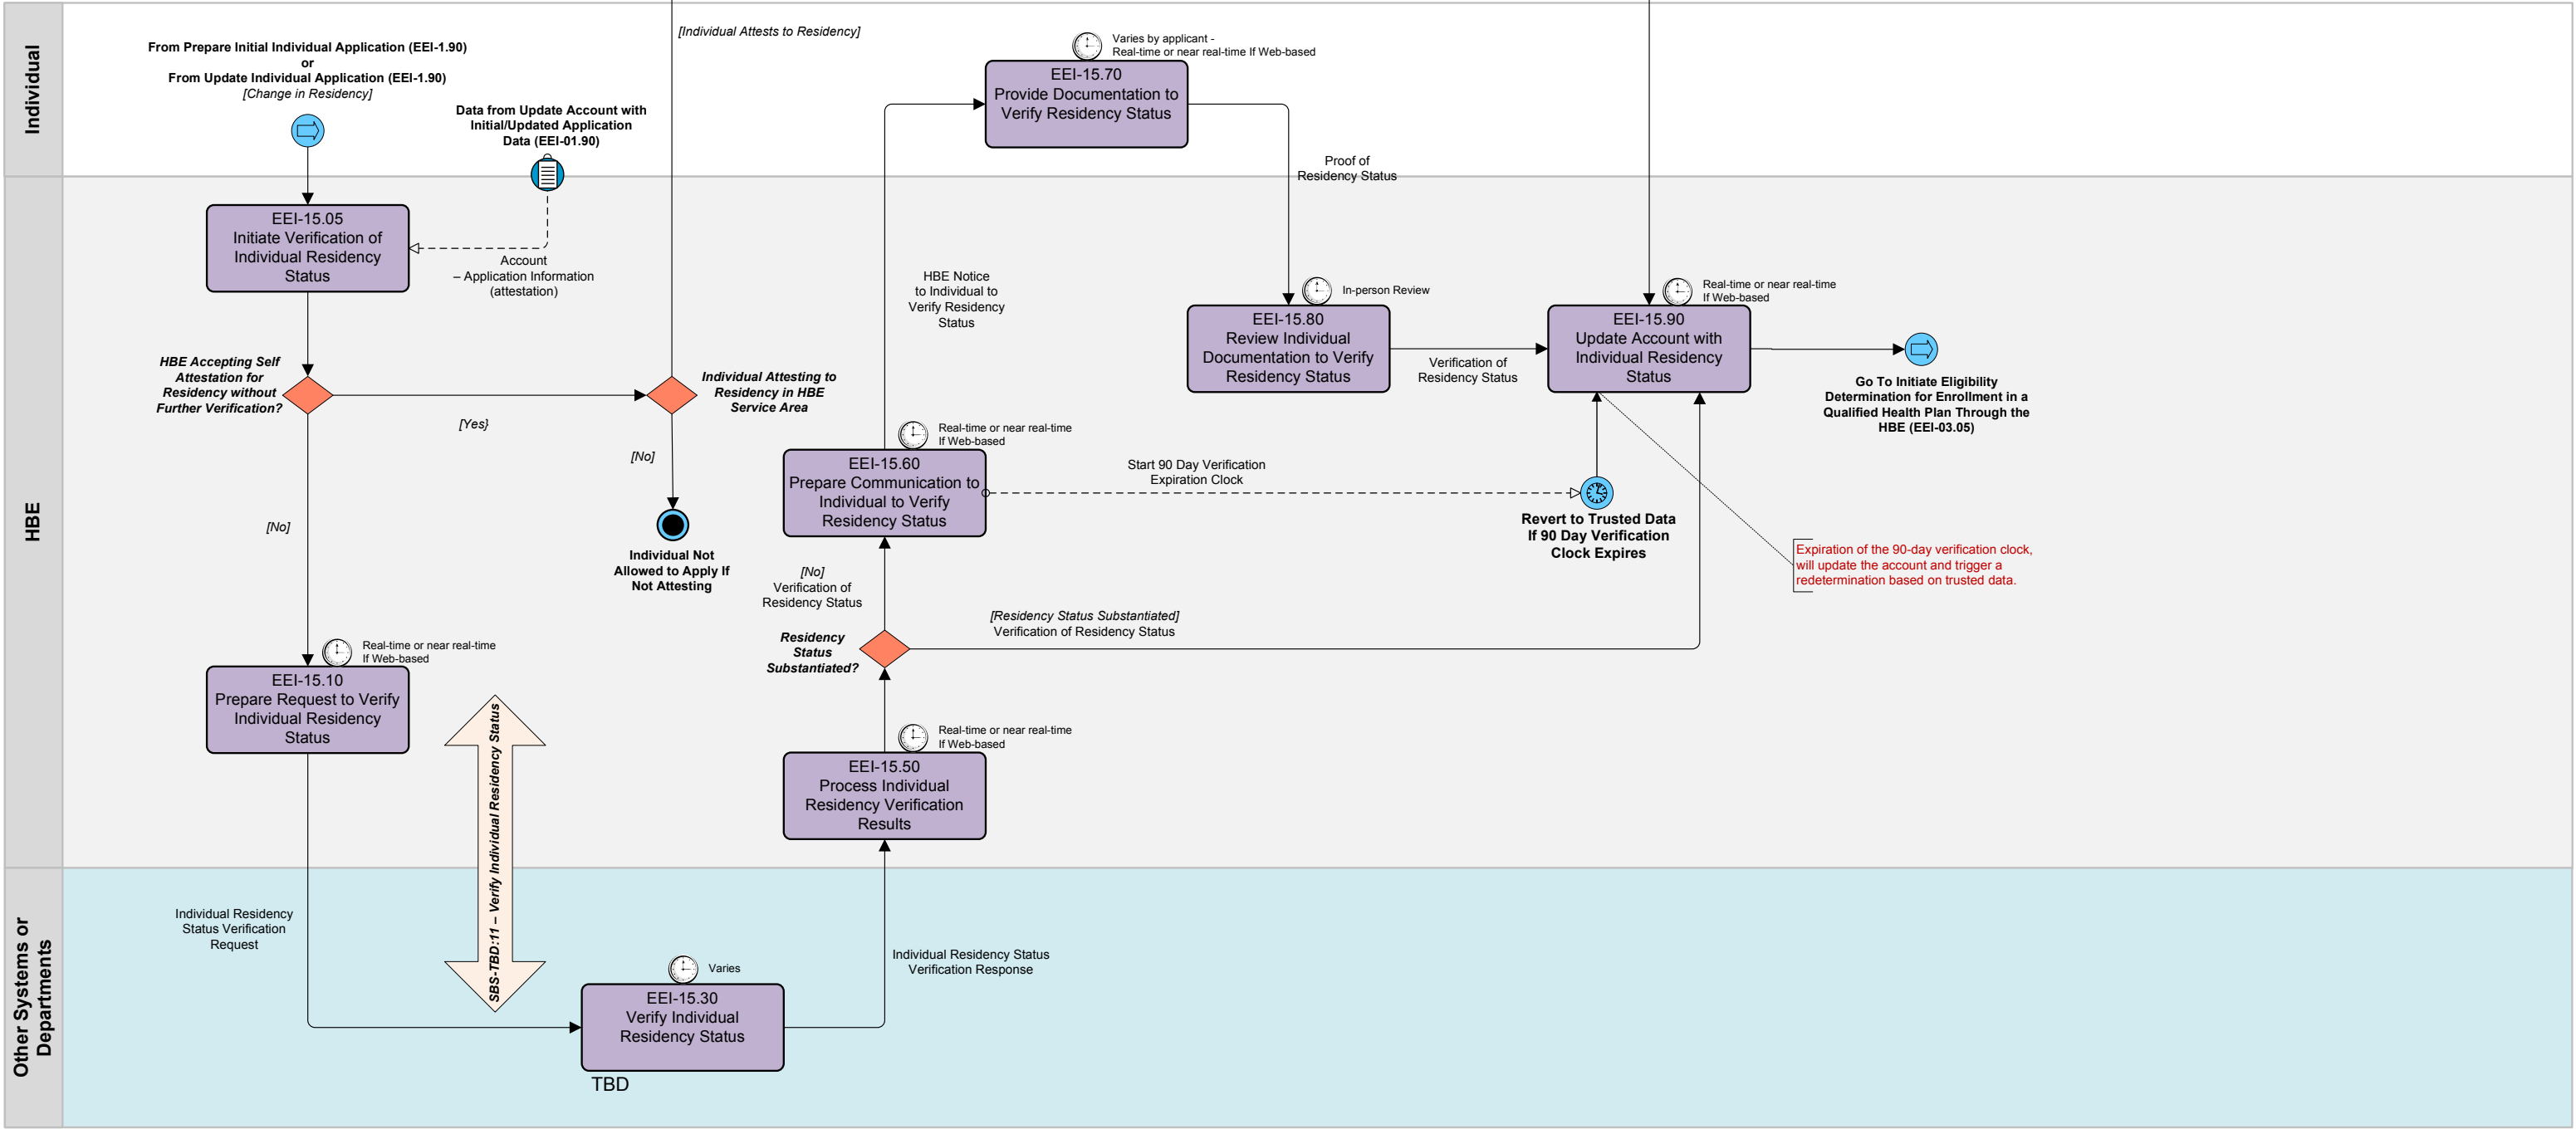 Individual
From Prepare Initial Individual Application (EEI-1.90)
or
From Update Individual Application (EEI-1.90)
[Change in Residency]
Data from Update Account with
Initial/Updated Application
Data (EEI-01.90)
[Individual Attests to Residency]
Varies by applicant -
Real-time or near real-time If Web-based
EEI-15.70
Provide Documentation to
Verify Residency Status
Proof of
Residency Status
HBE
EEI-15.05
Initiate Verification of
Individual Residency
Status
Account
– Application Information
(attestation)
HBE Accepting Self
Attestation for
Residency without
Further Verification?
[Yes}
Individual Attesting to
Residency in HBE
Service Area
[No]
Individual Not
Allowed to Apply If
Not Attesting
[No]
Real-time or near real-time
If Web-based
EEI-15.10
Prepare Request to Verify
Individual Residency
Status
SBS-TBD:11 – Verify Individual Residency Status
HBE Notice
to Individual to
Verify Residency
Status
Real-time or near real-time
If Web-based
EEI-15.60
Prepare Communication to
Individual to Verify
Residency Status
Start 90 Day Verification
Expiration Clock
[No]
Verification of
Residency Status
Residency
Status
Substantiated?
[Residency Status Substantiated]
Verification of Residency Status
Real-time or near real-time
If Web-based
EEI-15.50
Process Individual
Residency Verification
Results
In-person Review
EEI-15.80
Review Individual
Documentation to Verify
Residency Status
Verification of
Residency Status
Real-time or near real-time
If Web-based
EEI-15.90
Update Account with
Individual Residency
Status
Go To Initiate Eligibility
Determination for Enrollment in a
Qualified Health Plan Through the
HBE (EEI-03.05)
Revert to Trusted Data
If 90 Day Verification
Clock Expires
Expiration of the 90-day verification clock,
will update the account and trigger a
redetermination based on trusted data.
Other Systems or
Departments
Individual Residency
Status Verification
Request
Varies
EEI-15.30
Verify Individual
Residency Status
TBD
Individual Residency Status
Verification Response